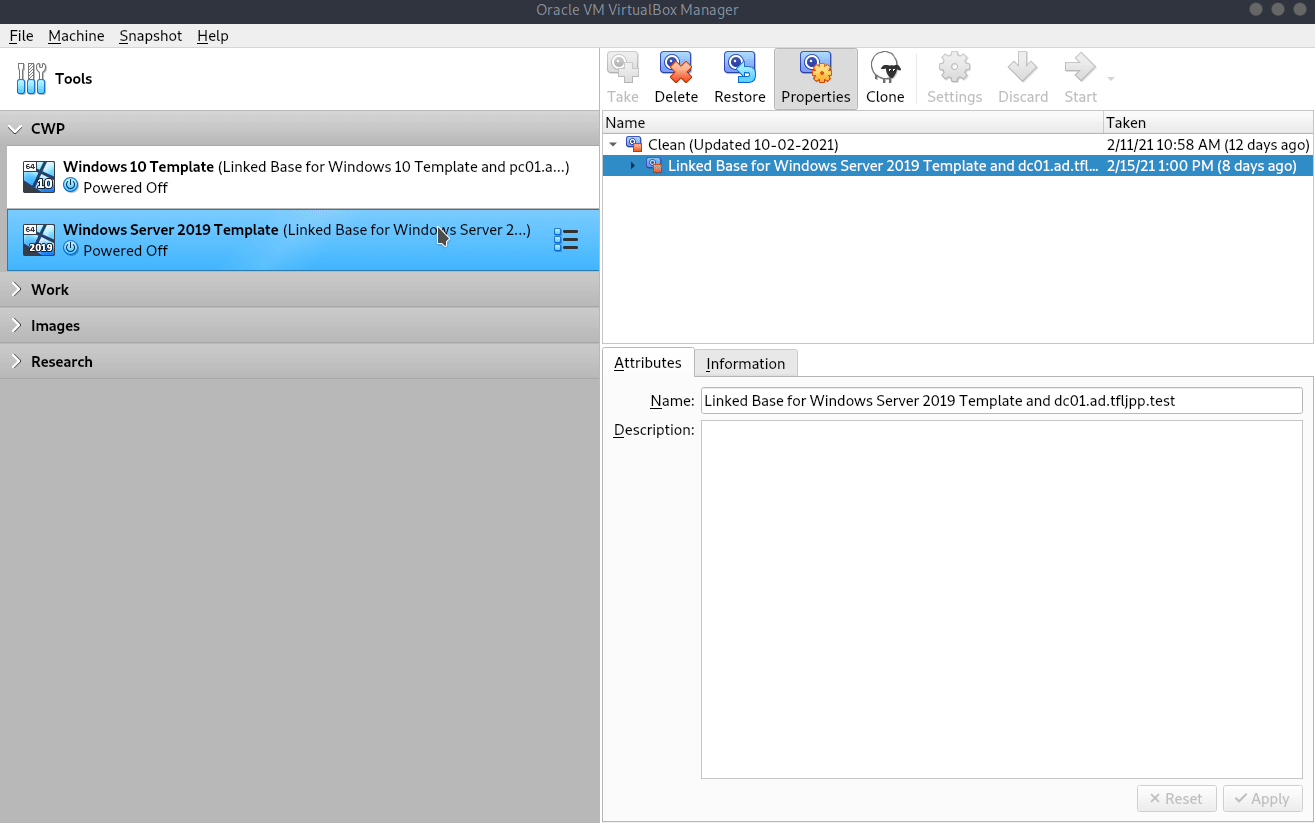 Oracle VM VirtualBox Manager
File Machine Snapshot Help
Tools
Take Delete Restore Properties Clone Settings Discard Start
Name Taken
CWP
Clean (Updated 10-02-2021) 2/11/21 10:58 AM (12 days ago)
Linked Base for Windows Server 2019 Template and dc01.ad.tfl... 2/15/21 1:00 PM (8 days ago)
64
10
Windows 10 Template (Linked Base for Windows 10 Template and pc01.a...)
Powered Off
64
2019
Windows Server 2019 Template (Linked Base for Windows Server 2...)
Powered Off
Work
Images
Research
Attributes Information
Name: Linked Base for Windows Server 2019 Template and dc01.ad.tfljpp.test
Description:
Reset Apply